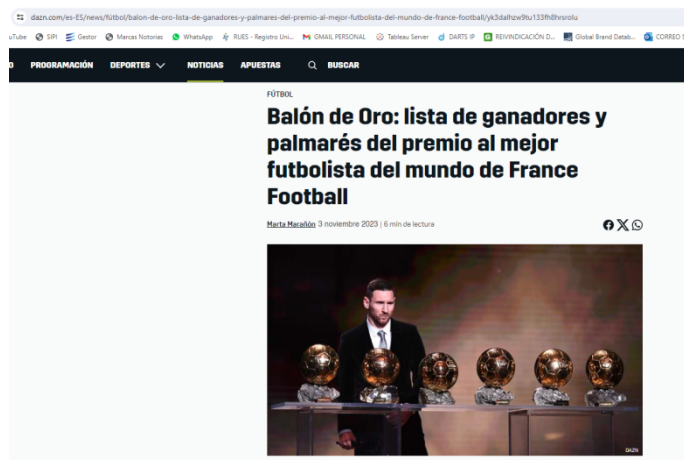 dazn.com/es-ES/news/fútbol/balon-de-oro-lista-de-ganadores-y-palmares-del-premio-al-mejor-futbolista-del-mundo-de-france-football/yk3dalhzw9tu133fh8hrsrolu
uTube SIPI Gestor Marcas Notorias WhatsApp RUES - Registro Uni... GMAIL PERSONAL Tableau Server DARTS IP REIVINDICACIÓN D... Global Brand Datab... CORREO S
O PROGRAMACIÓN DEPORTES NOTICIAS APUESTAS BUSCAR
FÚTBOL
Balón de Oro: lista de ganadores y
palmarés del premio al mejor
futbolista del mundo de France
Football
Marta Marañón 3 noviembre 2023 | 6 min de lectura
DAZN